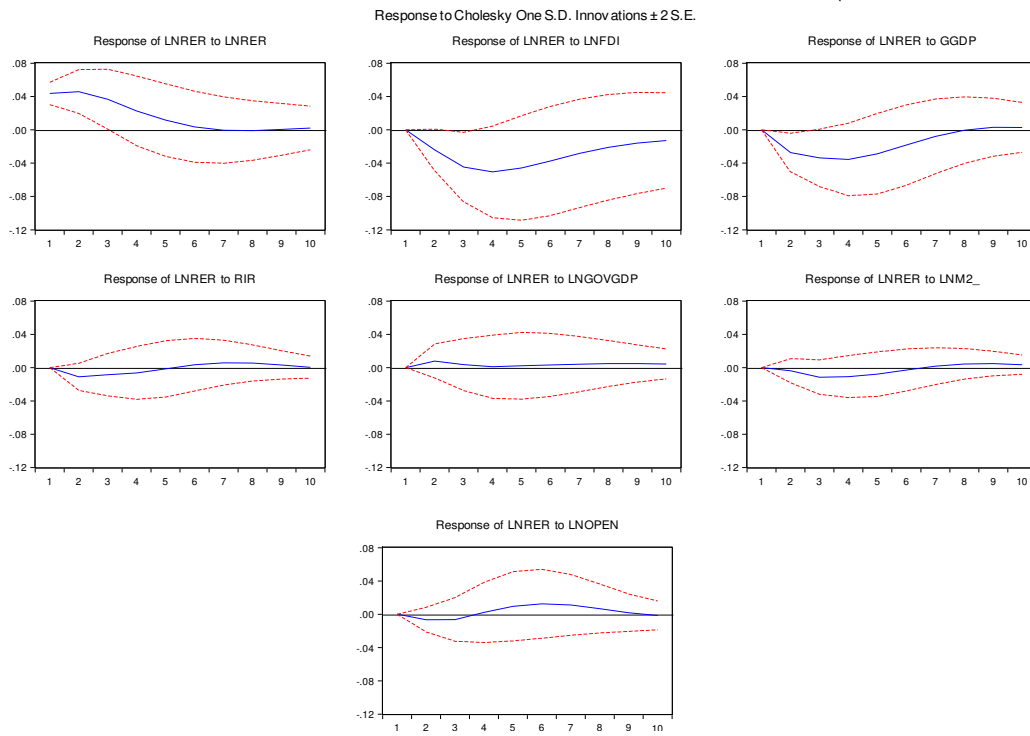 Response to Cholesky One S.D. Innovations ± 2 S.E.
Response of LNRER to LNRER
.08
.04
.00
-.04
-.08
-.12
1 2 3 4 5 6 7 8 9 10
Response of LNRER to LNFDI
.08
.04
.00
-.04
-.08
-.12
1 2 3 4 5 6 7 8 9 10
Response of LNRER to GGDP
.08
.04
.00
-.04
-.08
-.12
1 2 3 4 5 6 7 8 9 10
Response of LNRER to RIR
.08
.04
.00
-.04
-.08
-.12
1 2 3 4 5 6 7 8 9 10
Response of LNRER to LNGOVGDP
.08
.04
.00
-.04
-.08
-.12
1 2 3 4 5 6 7 8 9 10
Response of LNRER to LNM2_
.08
.04
.00
-.04
-.08
-.12
1 2 3 4 5 6 7 8 9 10
Response of LNRER to LNOPEN
.08
.04
.00
-.04
-.08
-.12
1 2 3 4 5 6 7 8 9 10